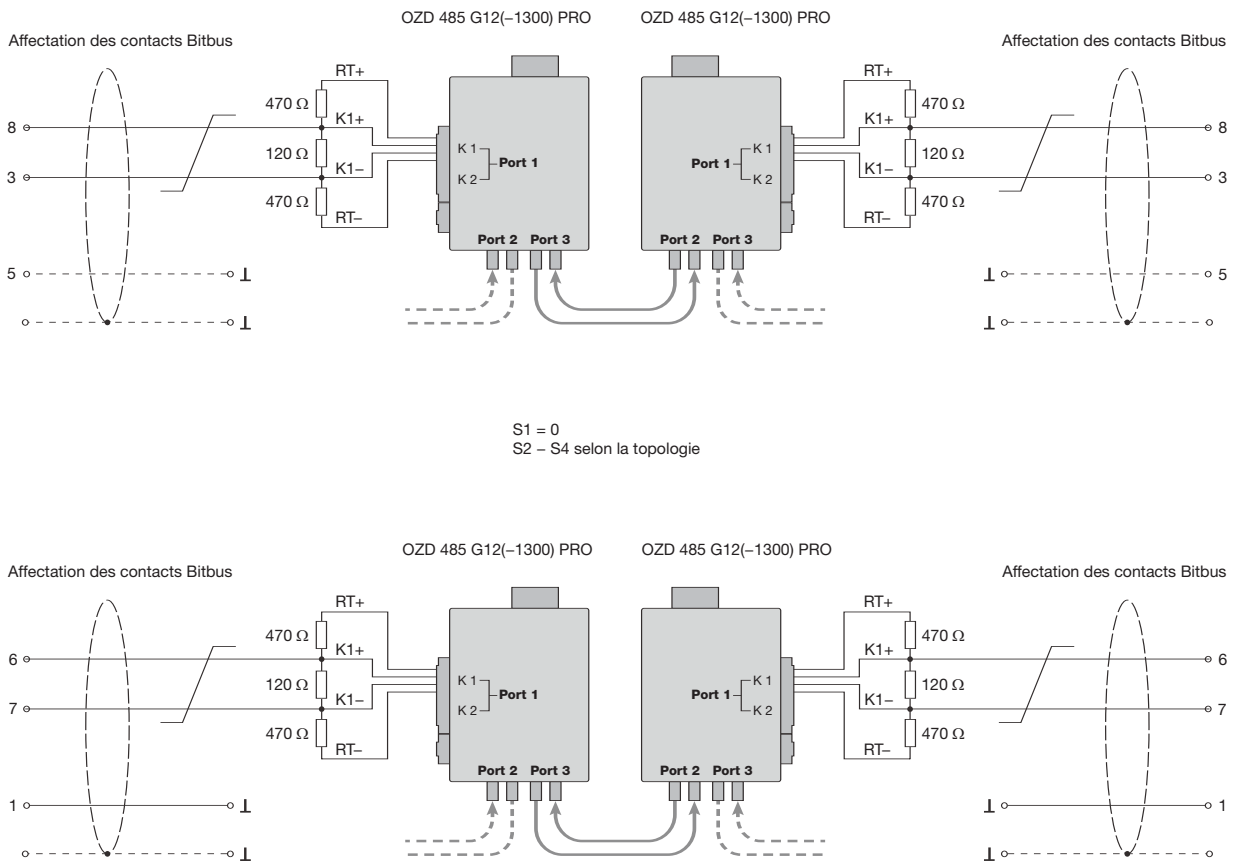 OZD 485 G12(–1300) PRO OZD 485 G12(–1300) PRO
Affectation des contacts Bitbus Affectation des contacts Bitbus
RT+ RT+
470 Ω 470 Ω
K1+ K1+
8 8
120 Ω K 1 K 1 120 Ω
Port 1 Port 1
K1– K1–
3 K 2 K 2 3
470 Ω 470 Ω
RT– RT–
Port 2 Port 3 Port 2 Port 3
5 ⊥ ⊥ 5
⊥ ⊥
S1 = 0
S2 – S4 selon la topologie
OZD 485 G12(–1300) PRO OZD 485 G12(–1300) PRO
Affectation des contacts Bitbus Affectation des contacts Bitbus
RT+ RT+
470 Ω 470 Ω
K1+ K1+
6 6
120 Ω K 1 K 1 120 Ω
Port 1 Port 1
K1– K1–
7 K 2 K 2 7
470 Ω 470 Ω
RT– RT–
Port 2 Port 3 Port 2 Port 3
1 ⊥ ⊥ 1
⊥ ⊥